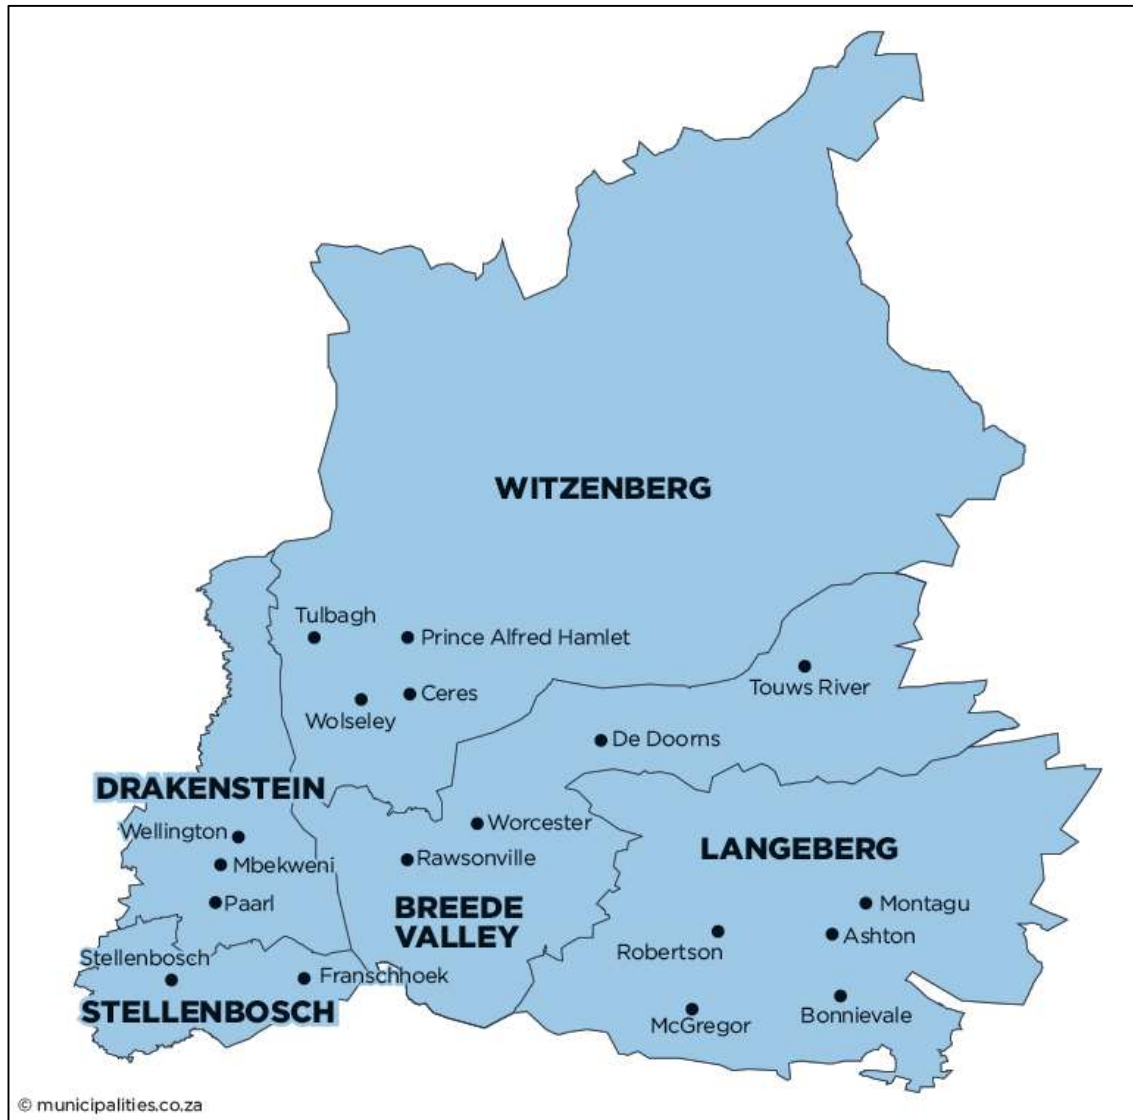 WITZENBERG
Tulbagh
Prince Alfred Hamlet
Touws River
Ceres
Wolseley
De Doorns
DRAKENSTEIN
Wellington
Worcester
Mbekweni
Rawsonville
LANGEBERG
Paarl
BREEDE
VALLEY
Montagu
Ashton
Robertson
Stellenbosch
Franschhoek
STELLENBOSCH
McGregor
Bonnievale
© municipalities.co.za